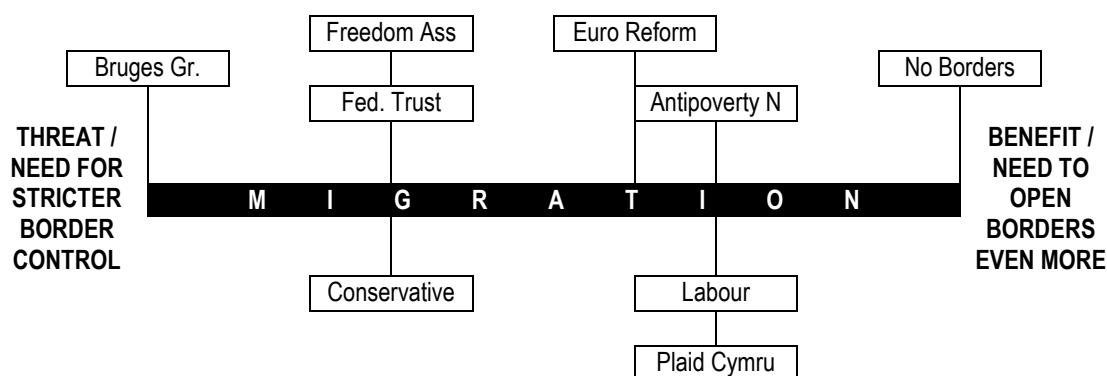 Freedom Ass
Euro Reform
Bruges Gr.
No Borders
Fed. Trust
Antipoverty N
THREAT /
NEED FOR
STRICTER
BORDER
CONTROL
M I G R A T I O N
BENEFIT /
NEED TO
OPEN
BORDERS
EVEN MORE
Conservative
Labour
Plaid Cymru